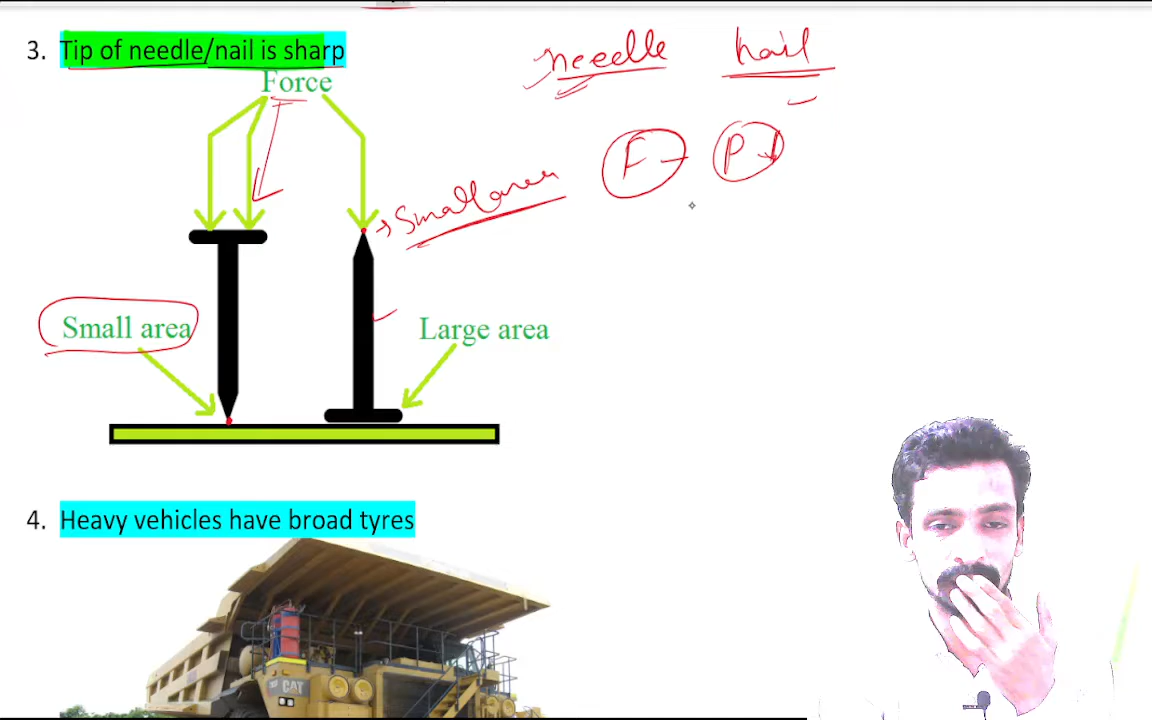 3. Tip of needle/nail is sharp
needle nail
Force
F P
Small area
Small area
Large area
4. Heavy vehicles have broad tyres
CAT